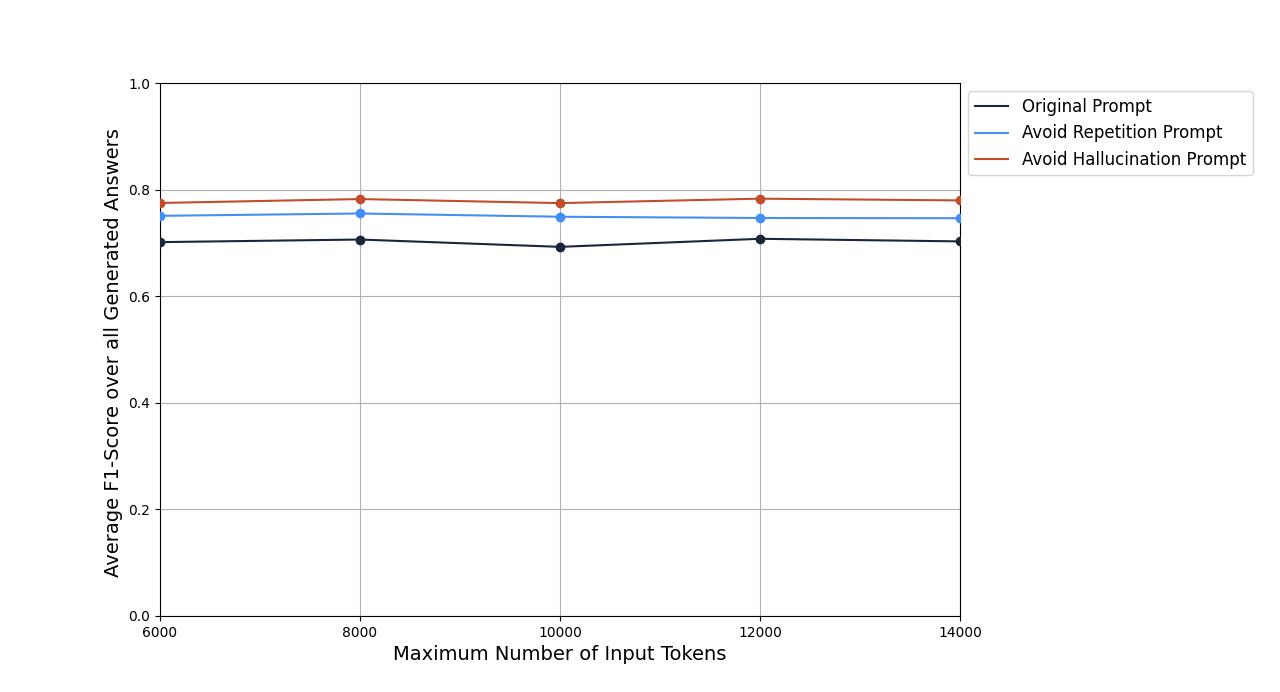 1.0
0.8
0.6
0.4
0.2
0.0
Average F1-Score over all Generated Answers
6000 8000 10000 12000 14000
Maximum Number of Input Tokens
Original Prompt
Avoid Repetition Prompt
Avoid Hallucination Prompt